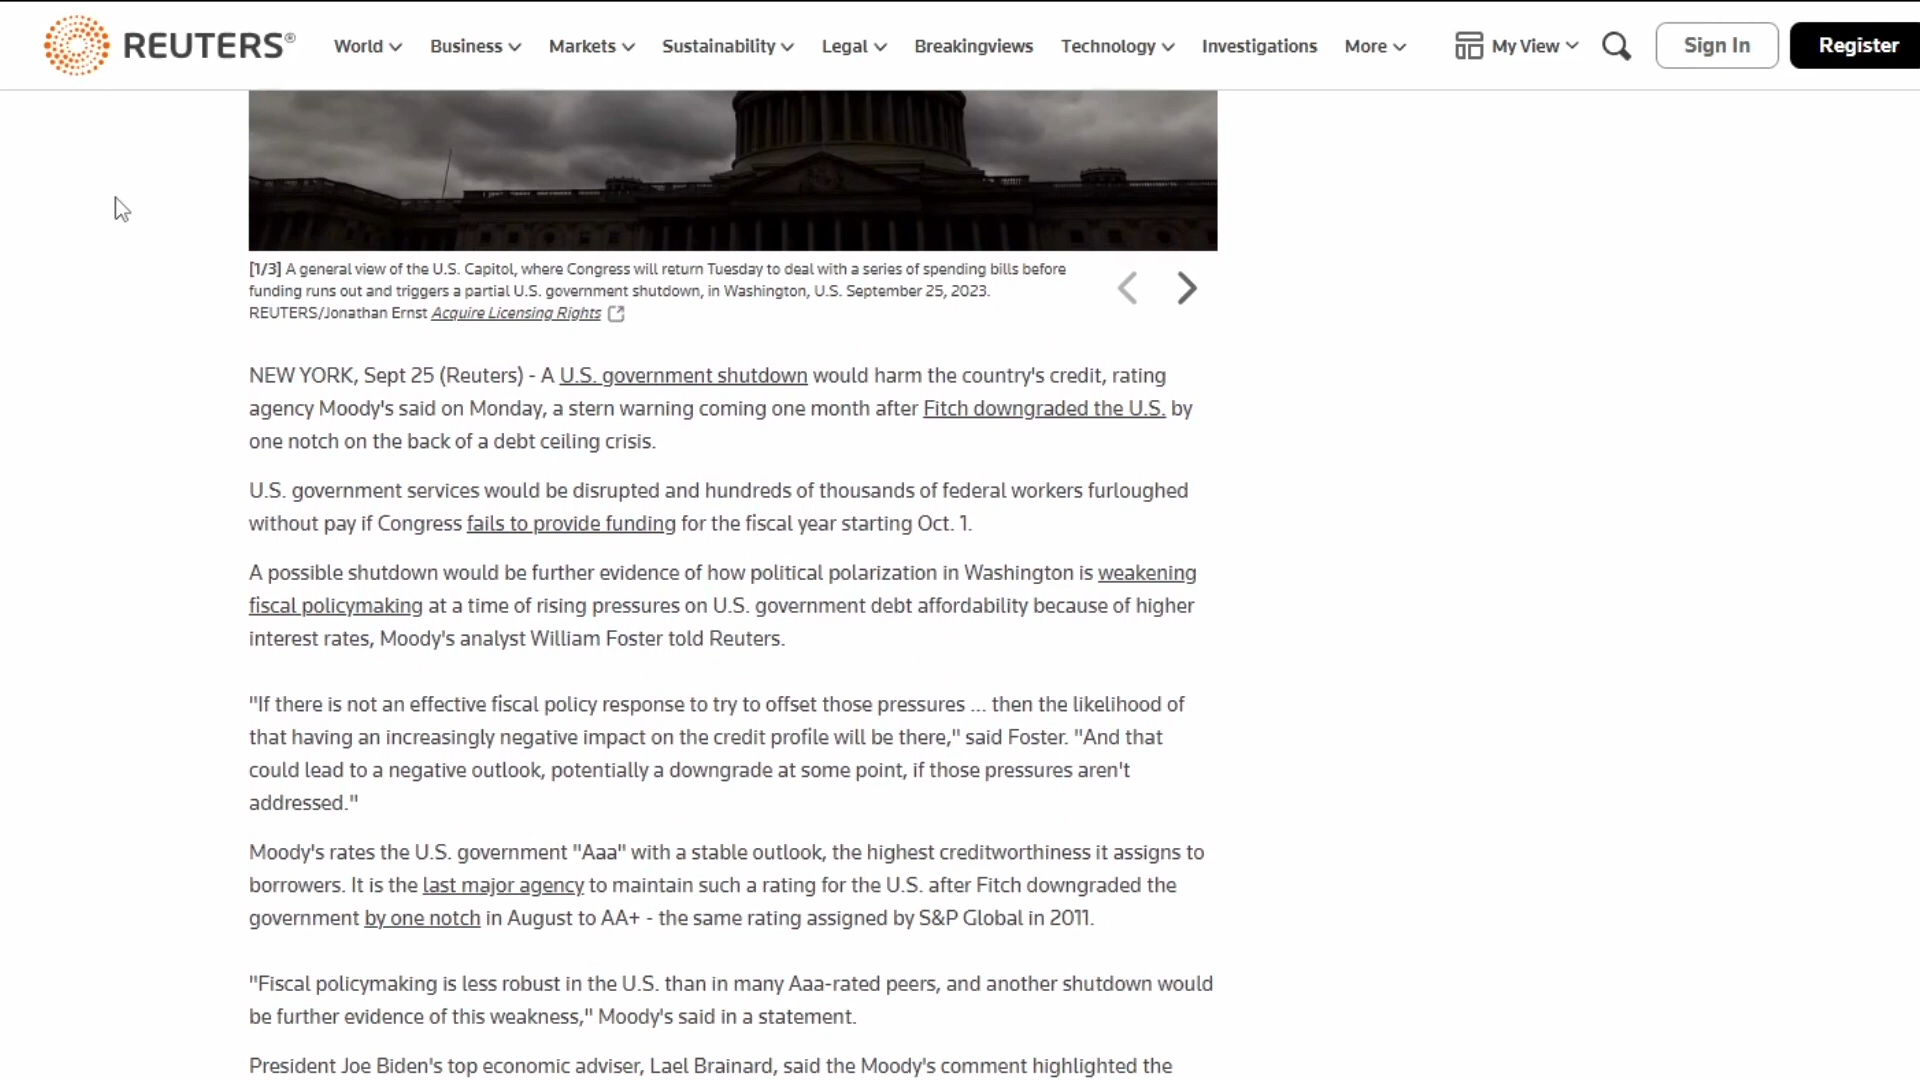 REUTERS®
World Business Markets Sustainability Legal Breakingviews Technology Investigations More My View Sign In Register
[1/3] A general view of the U.S. Capitol, where Congress will return Tuesday to deal with a series of spending bills before
funding runs out and triggers a partial U.S. government shutdown, in Washington, U.S. September 25, 2023.
REUTERS/Jonathan Ernst Acquire Licensing Rights
NEW YORK, Sept 25 (Reuters) - A U.S. government shutdown would harm the country's credit, rating
agency Moody's said on Monday, a stern warning coming one month after Fitch downgraded the U.S. by
one notch on the back of a debt ceiling crisis.
U.S. government services would be disrupted and hundreds of thousands of federal workers furloughed
without pay if Congress fails to provide funding for the fiscal year starting Oct. 1.
A possible shutdown would be further evidence of how political polarization in Washington is weakening
fiscal policymaking at a time of rising pressures on U.S. government debt affordability because of higher
interest rates, Moody's analyst William Foster told Reuters.
"If there is not an effective fiscal policy response to try to offset those pressures ... then the likelihood of
that having an increasingly negative impact on the credit profile will be there," said Foster. "And that
could lead to a negative outlook, potentially a downgrade at some point, if those pressures aren't
addressed."
Moody's rates the U.S. government "Aaa" with a stable outlook, the highest creditworthiness it assigns to
borrowers. It is the last major agency to maintain such a rating for the U.S. after Fitch downgraded the
government by one notch in August to AA+ - the same rating assigned by S&P Global in 2011.
"Fiscal policymaking is less robust in the U.S. than in many Aaa-rated peers, and another shutdown would
be further evidence of this weakness," Moody's said in a statement.
President Joe Biden's top economic adviser, Lael Brainard, said the Moody's comment highlighted the